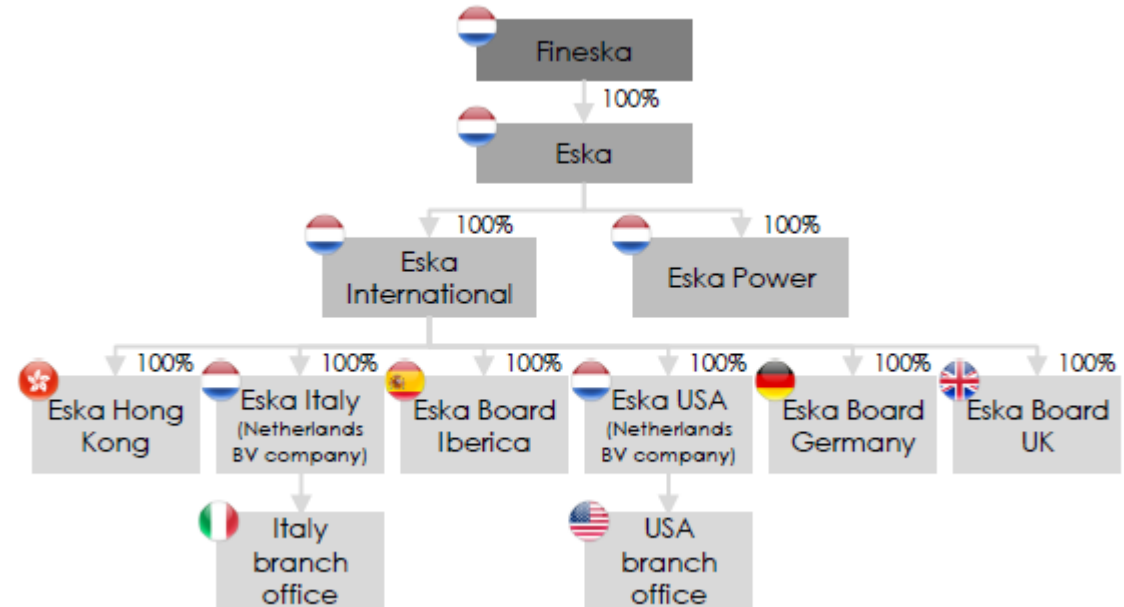 Fineska
100%
Eska
100%
100%
Eska
International
Eska Power
100%
100%
100%
100%
100%
100%
Eska Hong
Kong
Eska Italy
(Netherlands
BV company)
Eska Board
Iberica
Eska USA
(Netherlands
BV company)
Eska Board
Germany
Eska Board
UK
Italy
branch
office
USA
branch
office